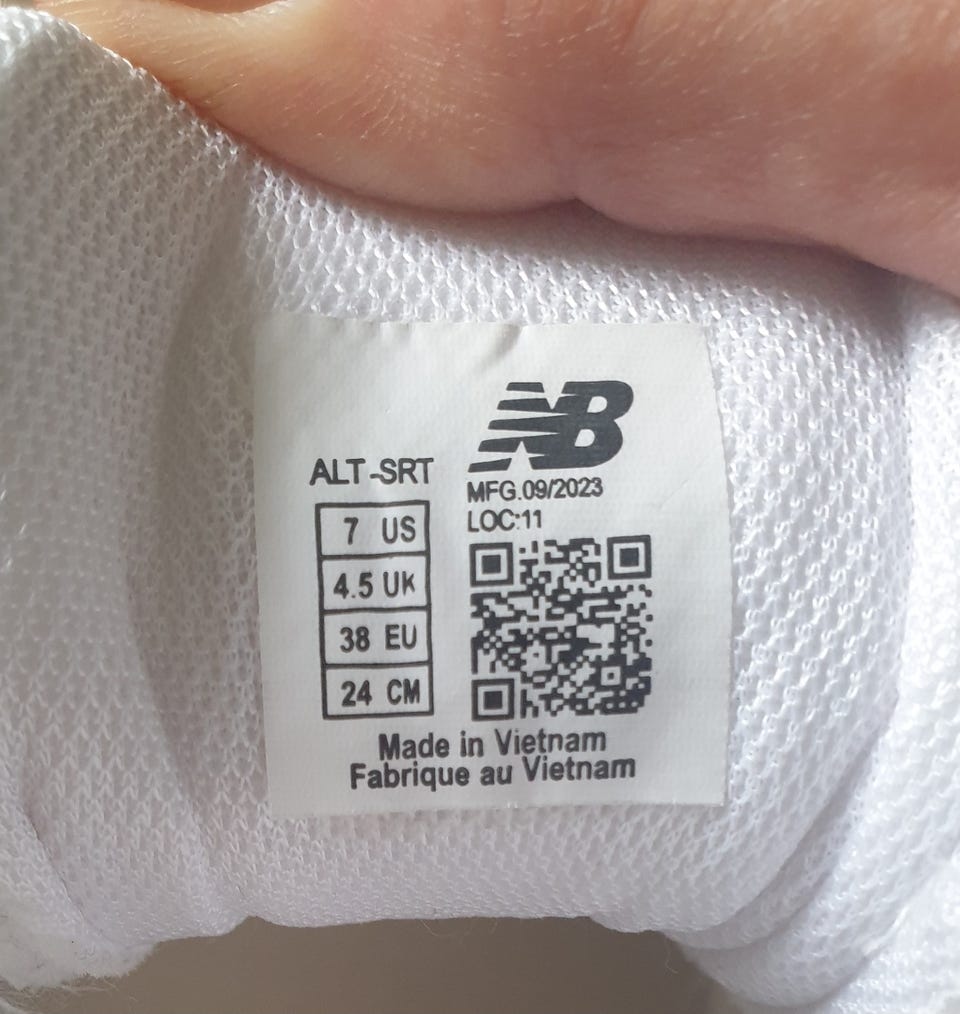 NB
ALT-SRT
MFG.09/2023
LOC:11
7 US
4.5 UK
38 EU
24 CM
Made in Vietnam
Fabrique au Vietnam